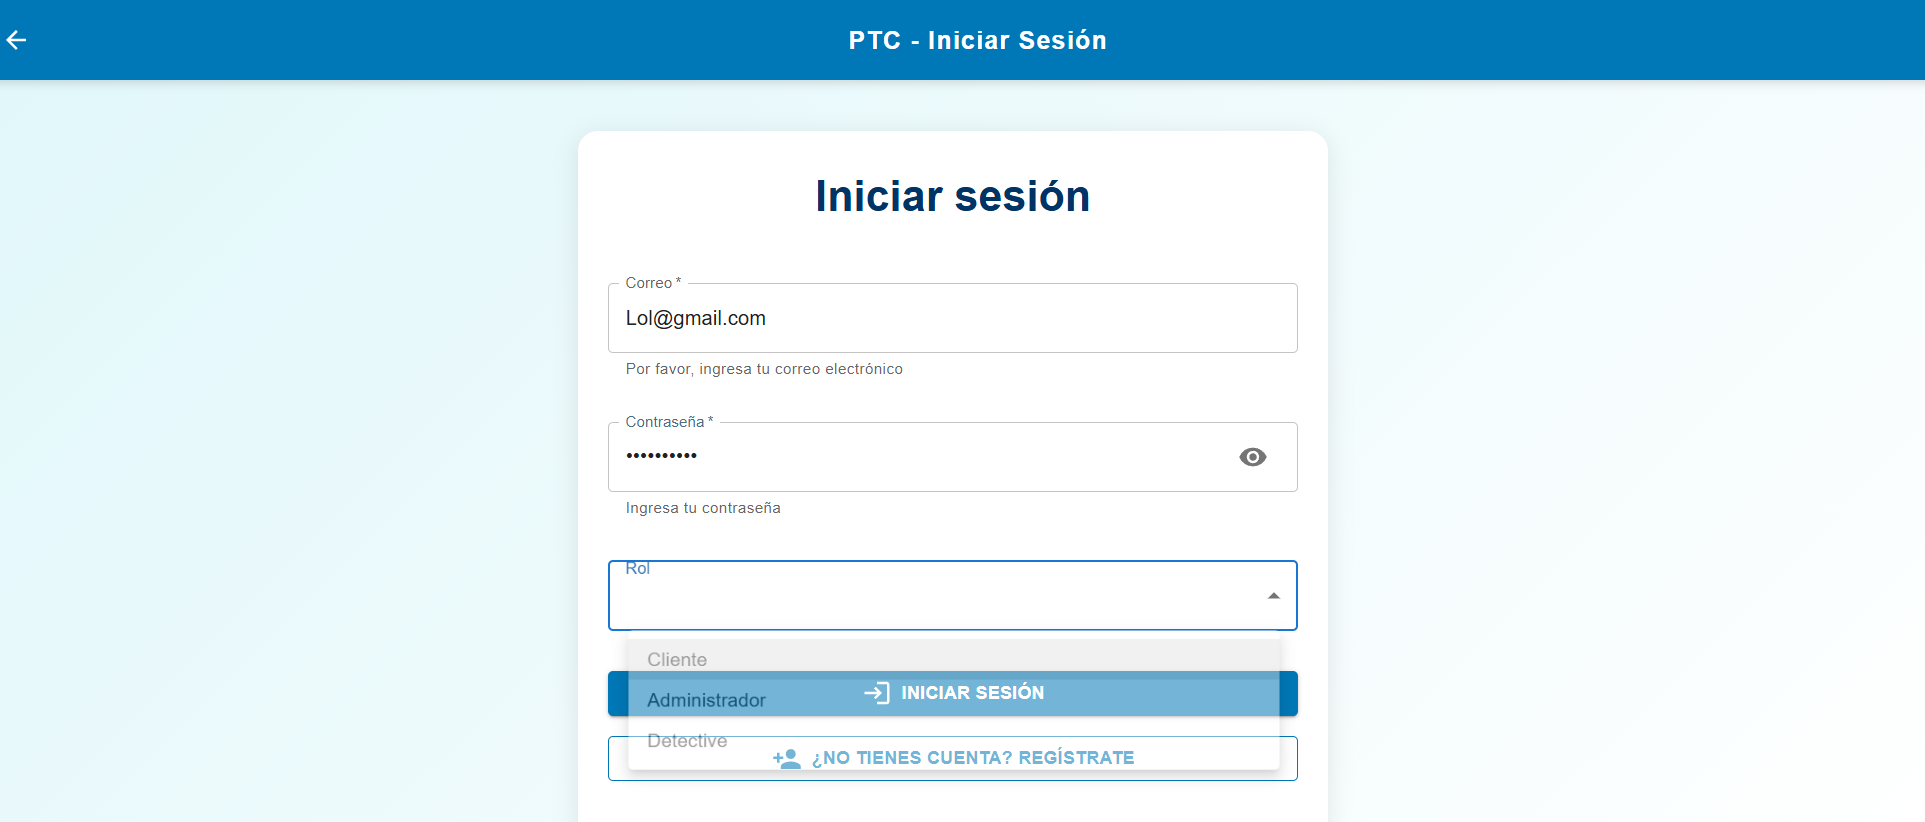 PTC - Iniciar Sesión
Iniciar sesión
Correo *
Lol@gmail.com
Por favor, ingresa tu correo electrónico
Contraseña *
••••••••••
Ingresa tu contraseña
Rol
Cliente
INICIAR SESIÓN
Administrador
Detective
¿NO TIENES CUENTA? REGÍSTRATE